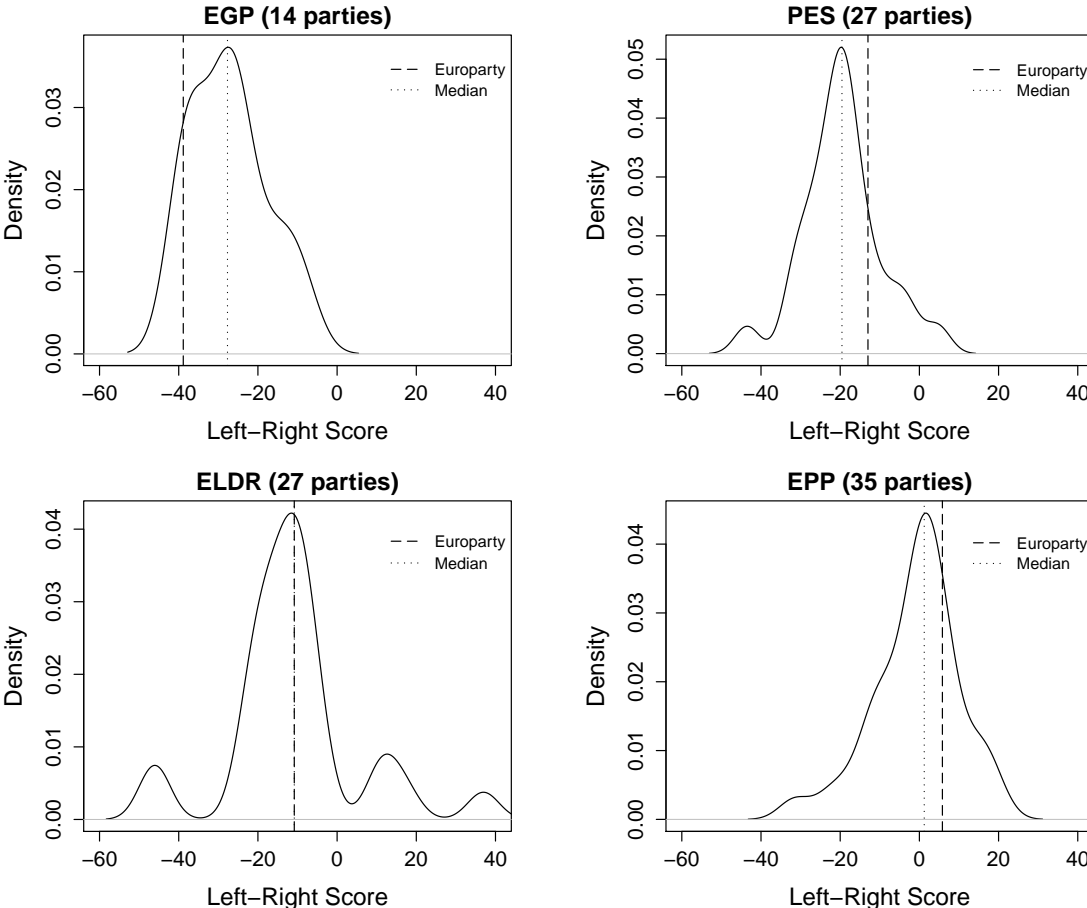 EGP (14 parties)
Density
0.00
0.01
0.02
0.03
Europarty
Median
−60
−40
−20
0
20
40
Left−Right Score
PES (27 parties)
Density
0.00
0.01
0.02
0.03
0.04
0.05
Europarty
Median
−60
−40
−20
0
20
40
Left−Right Score
ELDR (27 parties)
Density
0.00
0.01
0.02
0.03
0.04
Europarty
Median
−60
−40
−20
0
20
40
Left−Right Score
EPP (35 parties)
Density
0.00
0.01
0.02
0.03
0.04
Europarty
Median
−60
−40
−20
0
20
40
Left−Right Score